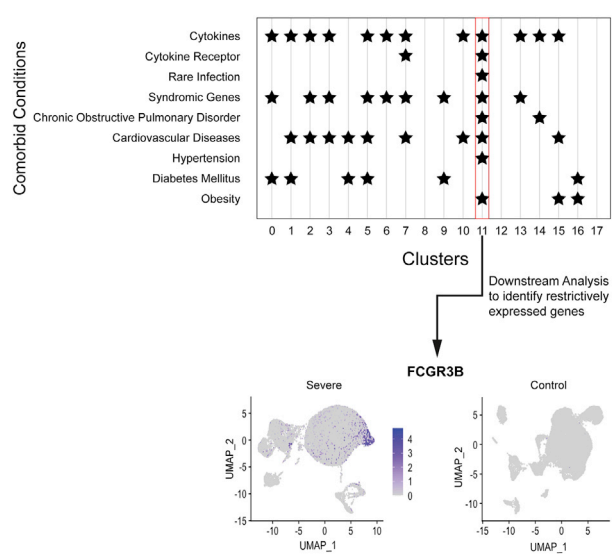 Comorbid Conditions
Cytokines
Cytokine Receptor
Rare Infection
Syndromic Genes
Chronic Obstructive Pulmonary Disorder
Cardiovascular Diseases
Hypertension
Diabetes Mellitus
Obesity
0 1 2 3 4 5 6 7 8 9 10 11 12 13 14 15 16 17
Clusters
Downstream Analysis
to identify restrictively
expressed genes
FCGR3B
Severe
UMAP_2
5
0
-5
-10
-15
-10 -5 0 5 10
UMAP_1
4
3
2
1
0
Control
UMAP_2
5
0
-5
-10
-10 -5 0 5
UMAP_1